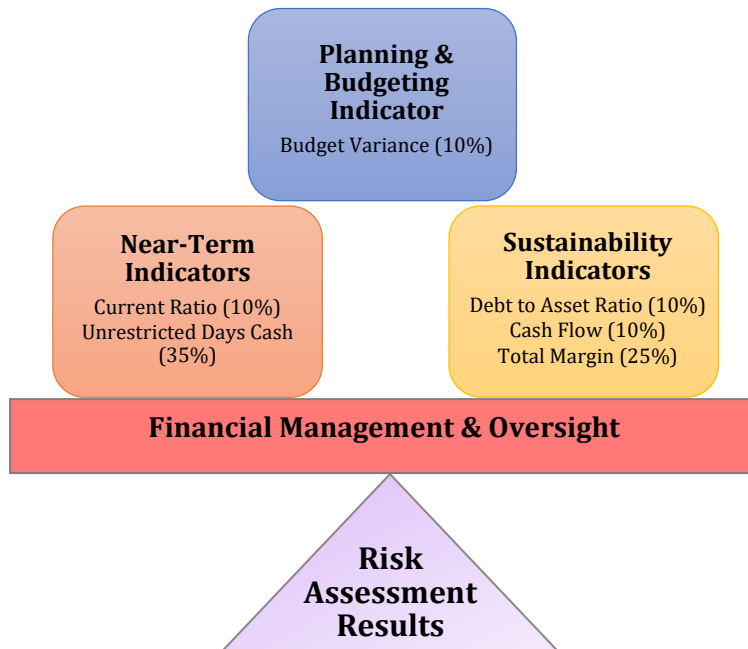 Planning &
Budgeting
Indicator
Budget Variance (10%)
Near-Term
Indicators
Current Ratio (10%)
Unrestricted Days Cash
(35%)
Sustainability
Indicators
Debt to Asset Ratio (10%)
Cash Flow (10%)
Total Margin (25%)
Financial Management & Oversight
Risk
Assessment
Results